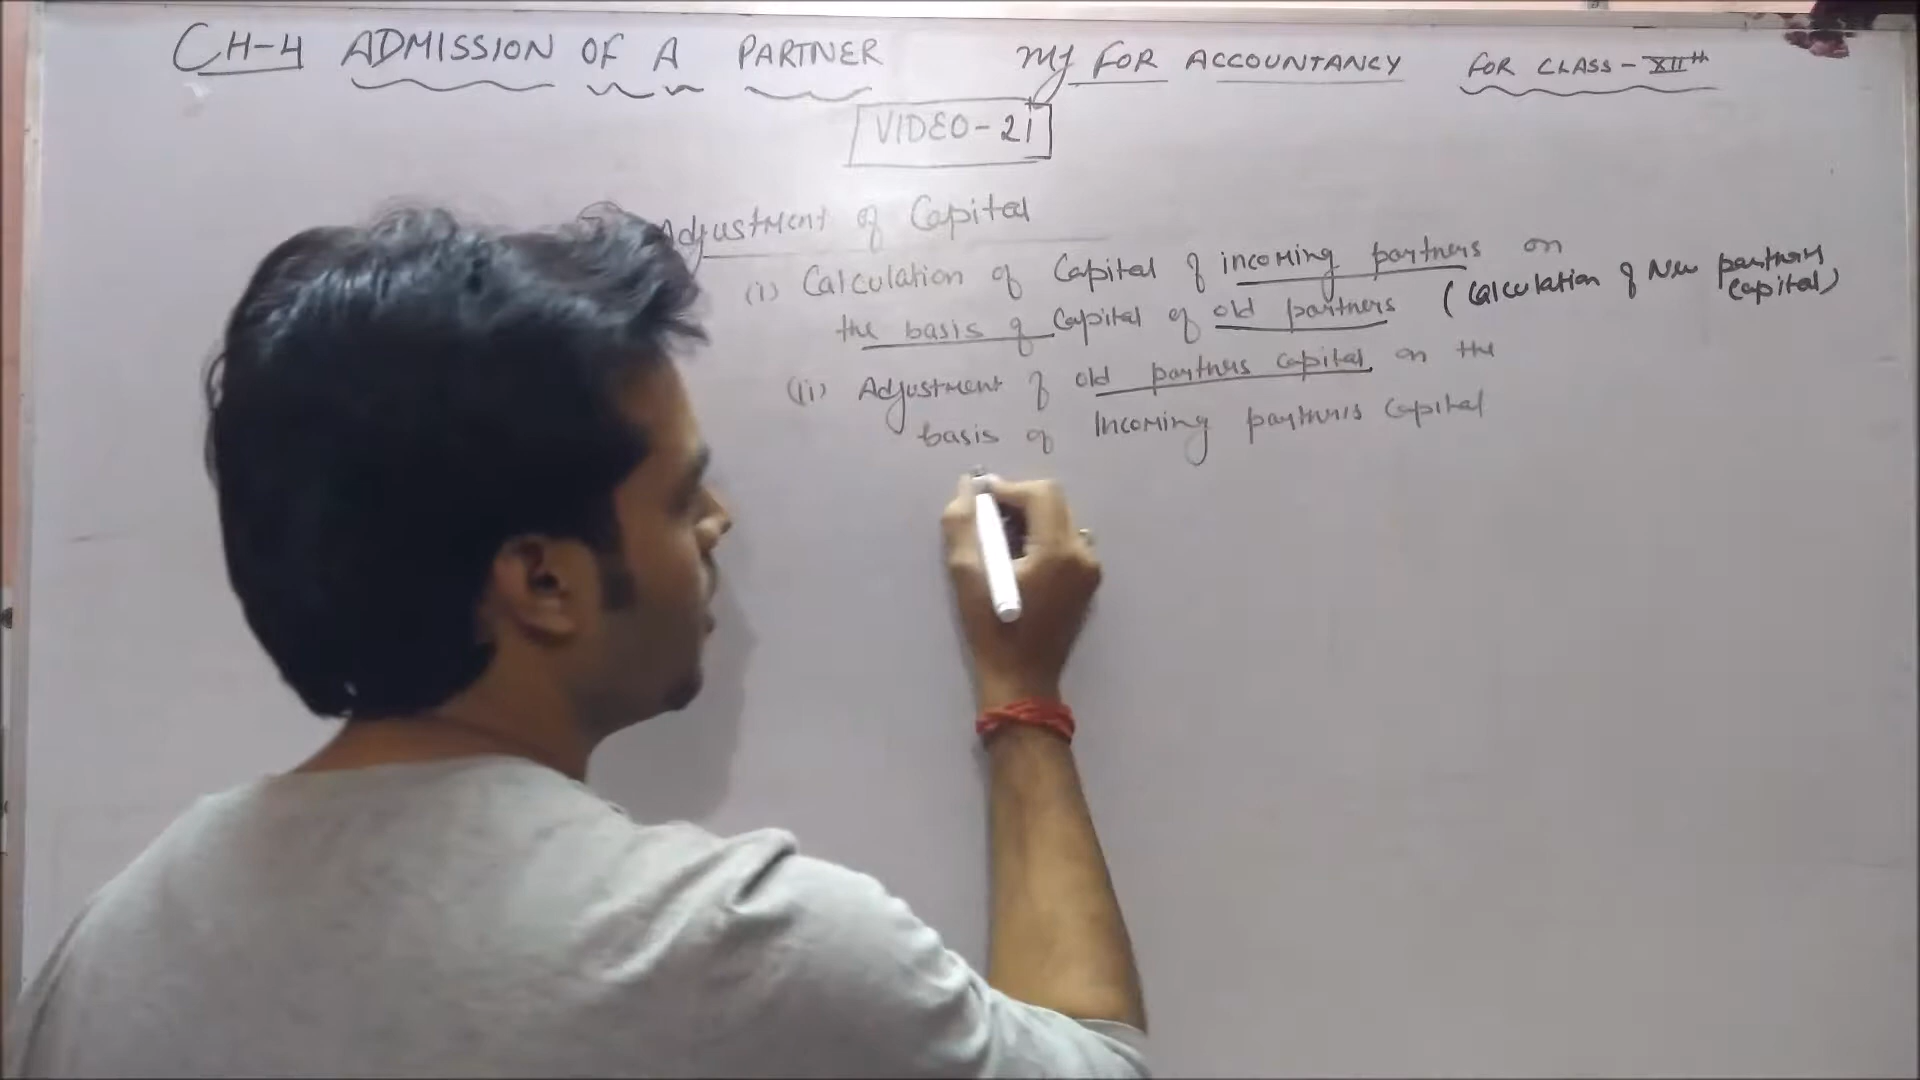 CH-4 ADMISSION OF A PARTNER MJ FOR ACCOUNTANCY FOR CLASS-XIIth
VIDEO-21
Adjustment of Capital
(i) Calculation of Capital of incoming partners on
the basis of Capital of old partners (Calculation of New partners capital)
(ii) Adjustment of old partners capital on the
basis of Incoming partners Capital